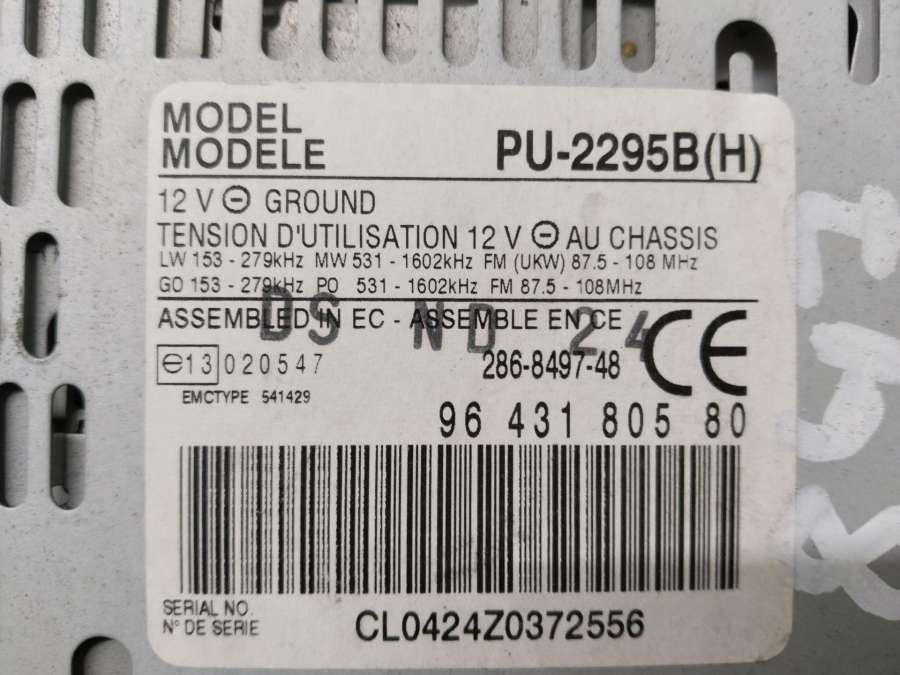 MODEL
MODELE PU-2295B(H)
12 V ⊖ GROUND
TENSION D'UTILISATION 12 V ⊖ AU CHASSIS
LW 153 - 279kHz MW 531 - 1602kHz FM (UKW) 87.5 - 108 MHz
GO 153 - 279kHz PO 531 - 1602kHz FM 87.5 - 108MHz
DS ND 24
ASSEMBLED IN EC - ASSEMBLE EN CE
e13 020547 286-8497-48 CE
EMCTYPE 541429
96 431 805 80
SERIAL NO.
N° DE SERIE CL0424Z0372556